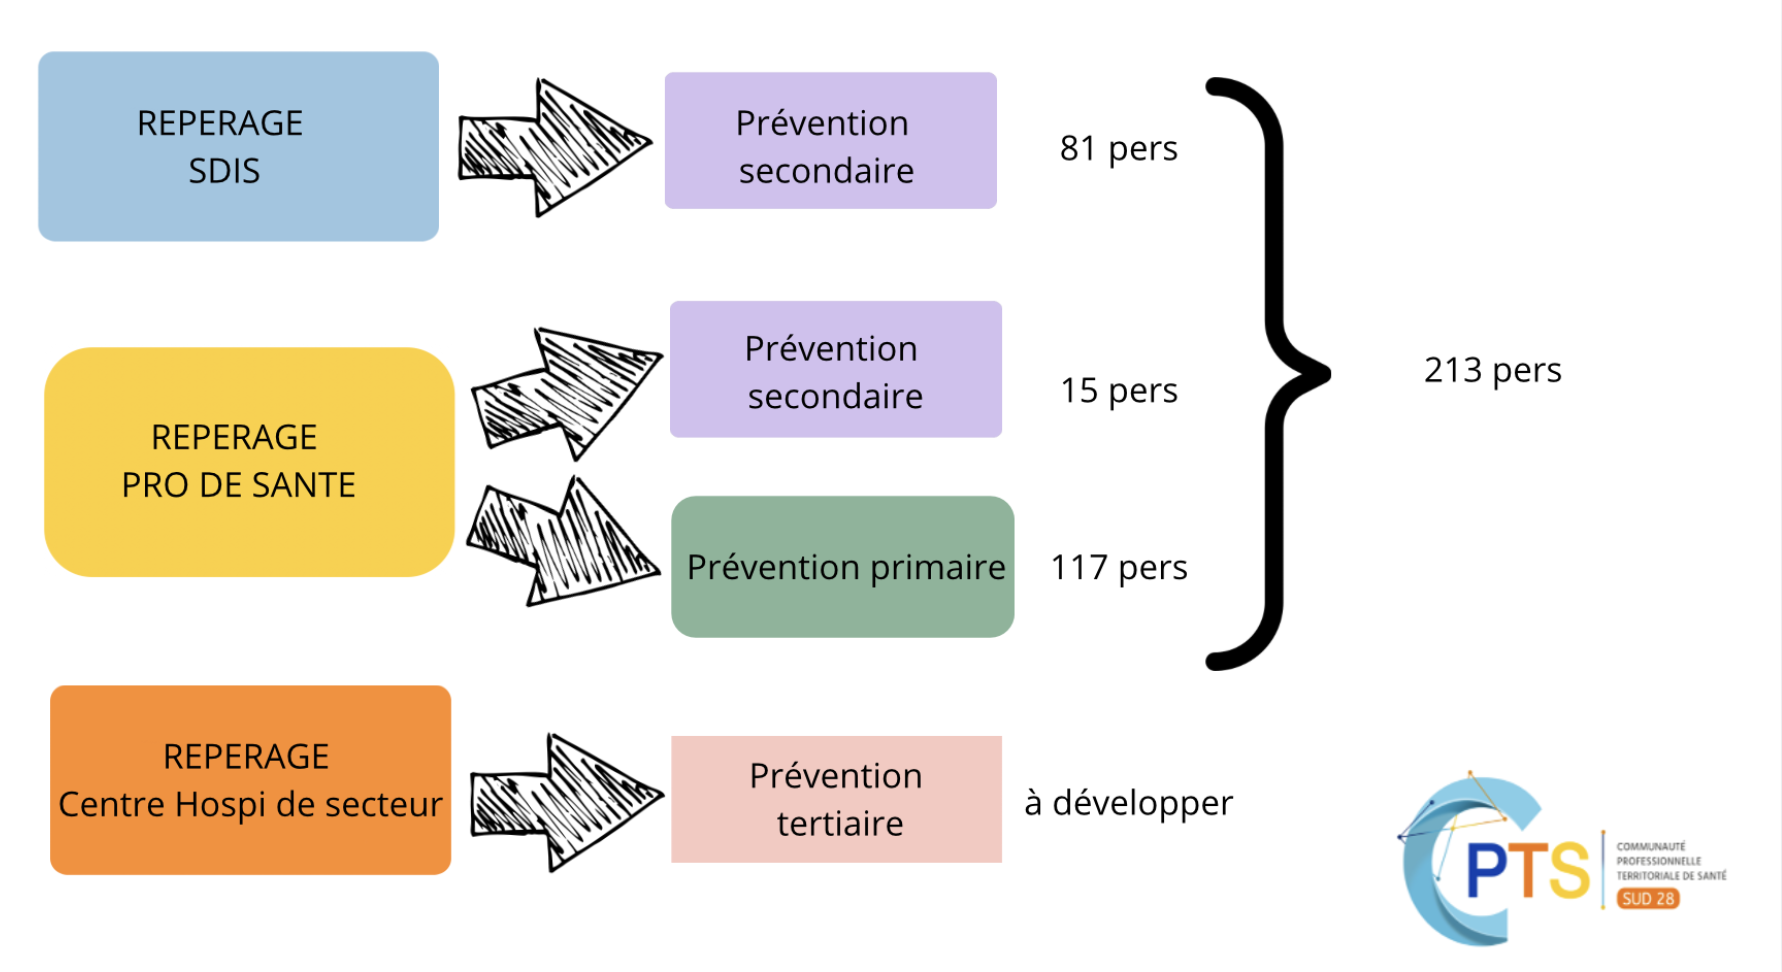 REPERAGE
SDIS
Prévention
secondaire
81 pers
REPERAGE
PRO DE SANTE
Prévention
secondaire
15 pers
Prévention primaire
117 pers
213 pers
REPERAGE
Centre Hospi de secteur
Prévention
tertiaire
à développer
CPTS
COMMUNAUTÉ
PROFESSIONNELLE
TERRITORIALE DE SANTÉ
SUD 28